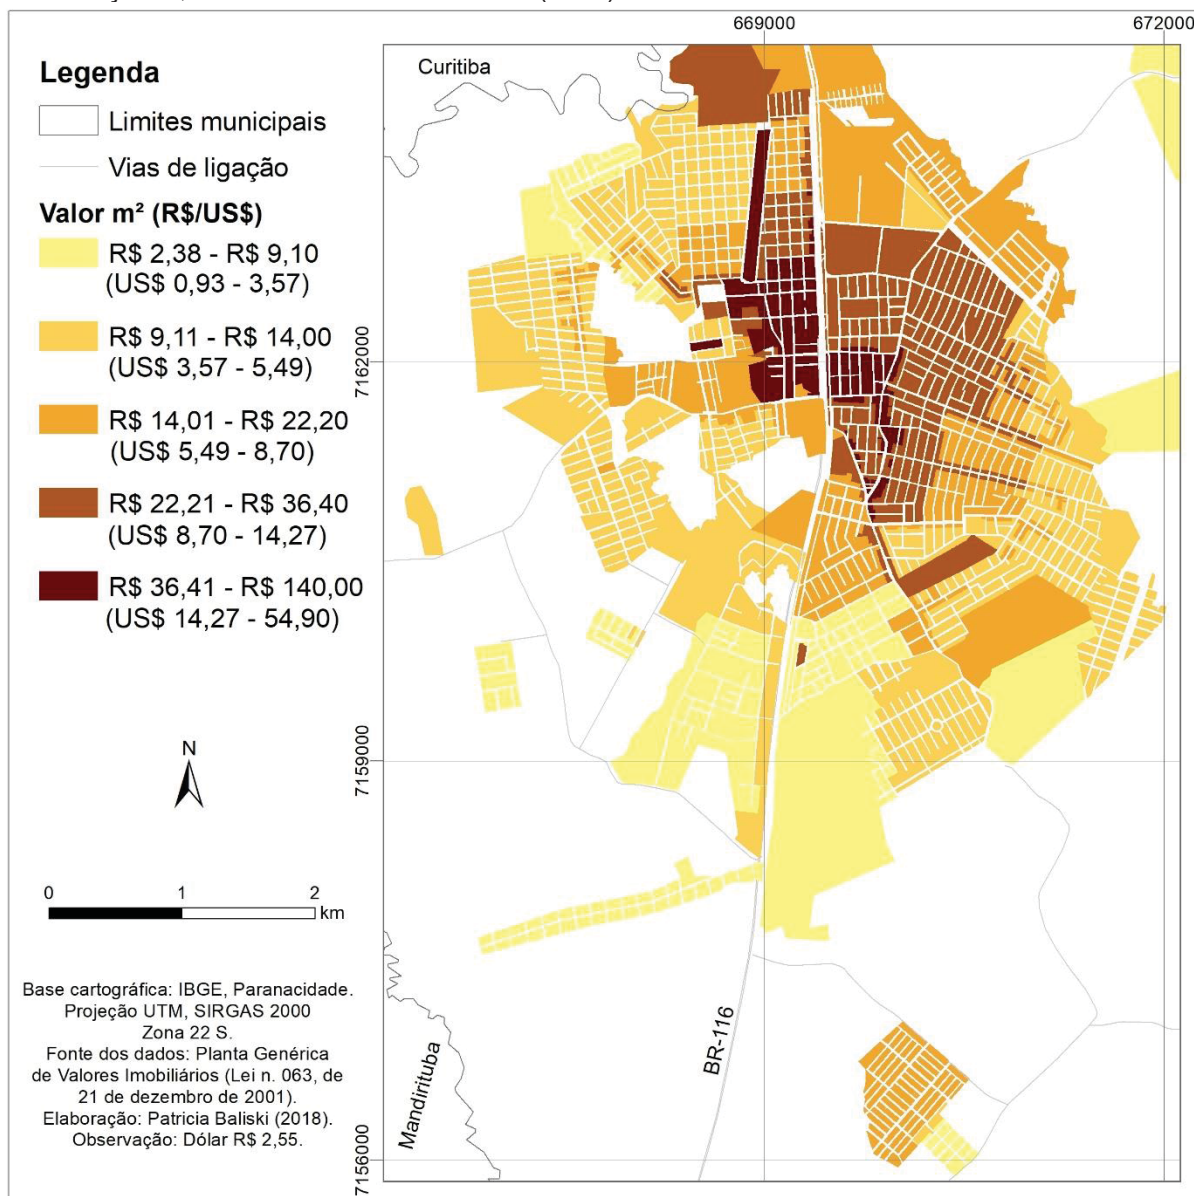 669000
672000
Legenda
Curitiba
Limites municipais
Vias de ligação
Valor m² (R$/US$)
R$ 2,38 - R$ 9,10
(US$ 0,93 - 3,57)
R$ 9,11 - R$ 14,00
(US$ 3,57 - 5,49)
7162000
R$ 14,01 - R$ 22,20
(US$ 5,49 - 8,70)
R$ 22,21 - R$ 36,40
(US$ 8,70 - 14,27)
R$ 36,41 - R$ 140,00
(US$ 14,27 - 54,90)
N
7159000
0 1 2
km
Base cartográfica: IBGE, Paranacidade.
Projeção UTM, SIRGAS 2000
Zona 22 S.
Fonte dos dados: Planta Genérica
de Valores Imobiliários (Lei n. 063, de
21 de dezembro de 2001).
Elaboração: Patricia Baliski (2018).
Observação: Dólar R$ 2,55.
BR-116
Mandirituba
7156000